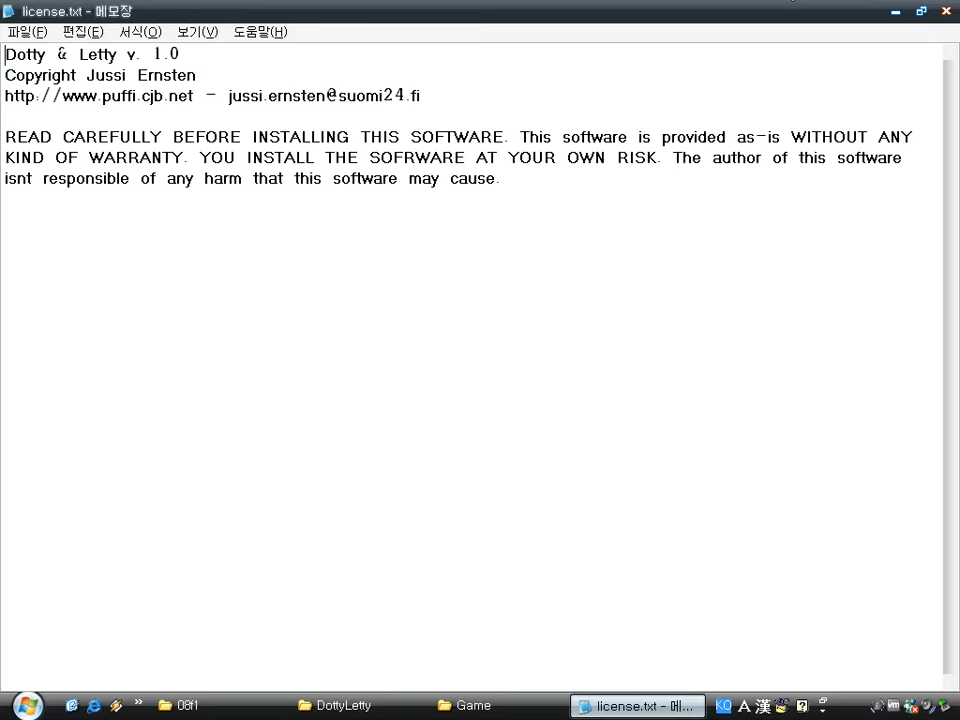 license.txt - 메모장
파일(F) 편집(E) 서식(O) 보기(V) 도움말(H)
Dotty & Letty v. 1.0
Copyright Jussi Ernsten
http://www.puffi.cjb.net - jussi.ernsten@suomi24.fi
READ CAREFULLY BEFORE INSTALLING THIS SOFTWARE. This software is provided as-is WITHOUT ANY
KIND OF WARRANTY. YOU INSTALL THE SOFRWARE AT YOUR OWN RISK. The author of this software
isnt responsible of any harm that this software may cause.
08f1 DottyLetty Game license.txt - 메... KO A 漢